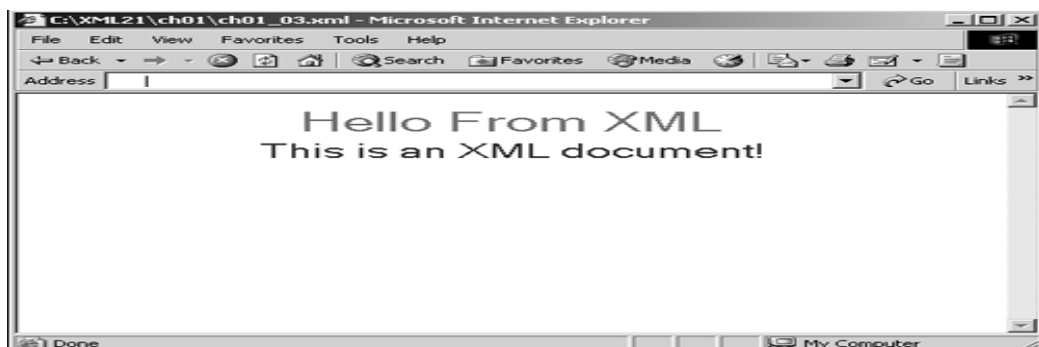 C:\XML21\ch01\ch01_03.xml - Microsoft Internet Explorer
File Edit View Favorites Tools Help
Back Search Favorites Media
Address Go Links »
Hello From XML
This is an XML document!
Done My Computer